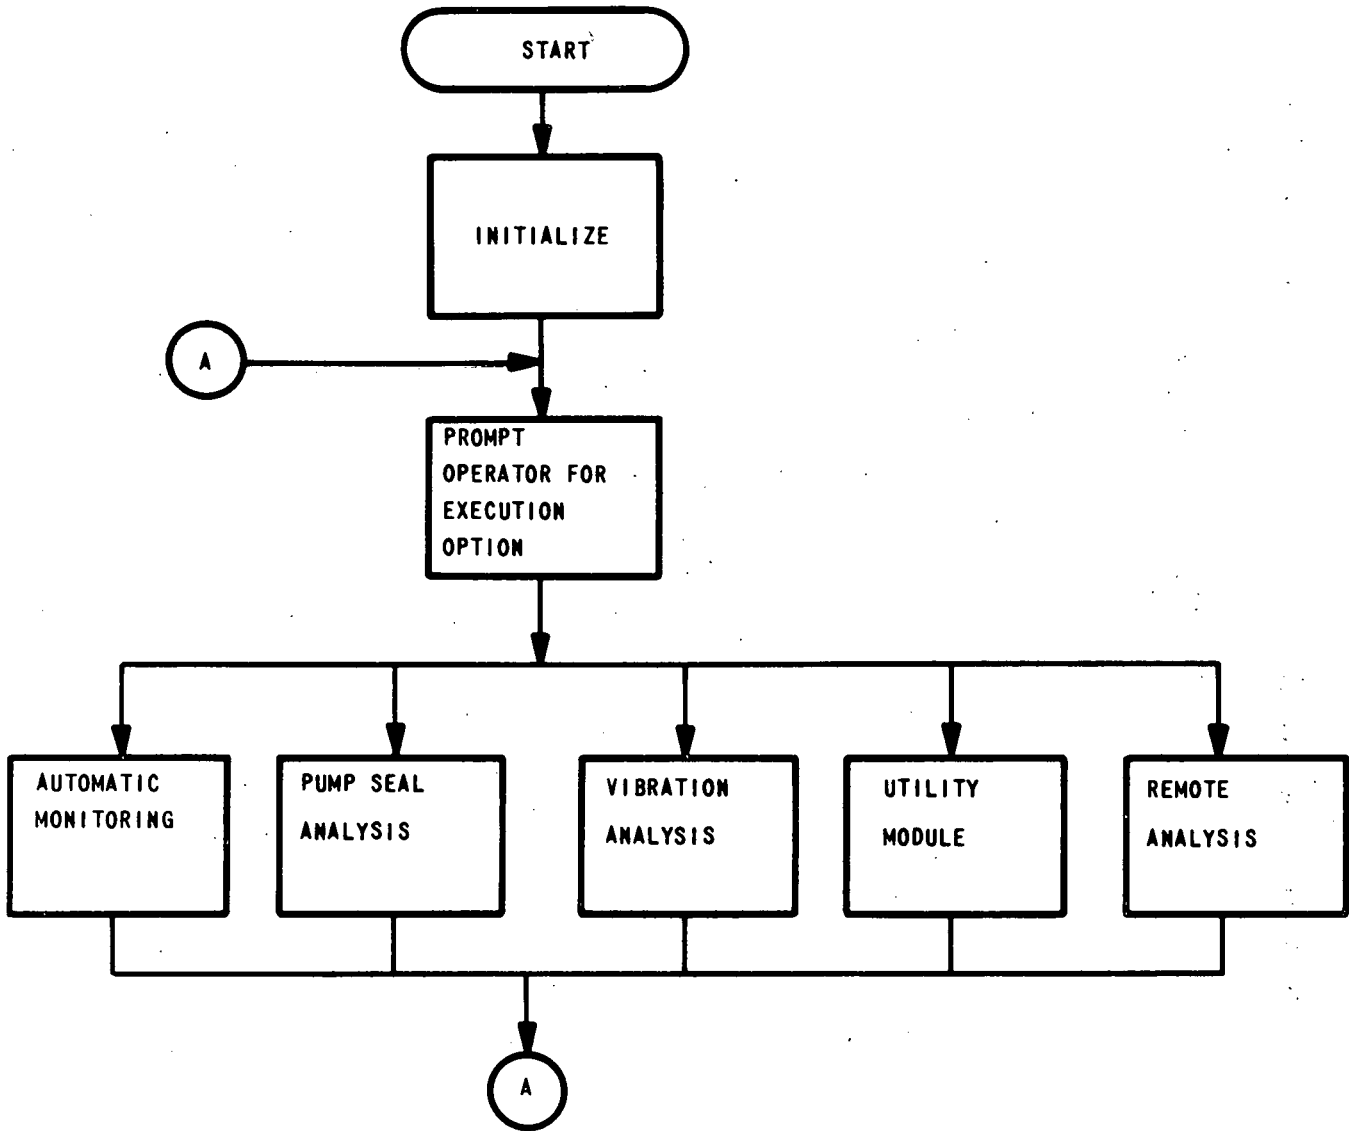 START
INITIALIZE
A
PROMPT
OPERATOR FOR
EXECUTION
OPTION
AUTOMATIC
MONITORING
PUMP SEAL
ANALYSIS
VIBRATION
ANALYSIS
UTILITY
MODULE
REMOTE
ANALYSIS
A